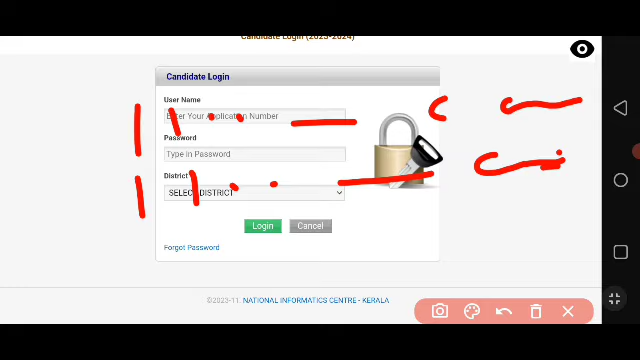 Candidate Login (2023-2024)
Candidate Login
User Name
Enter Your Application Number
Password
Type in Password
District
SELECT DISTRICT
Login Cancel
Forgot Password
©2023-11. NATIONAL INFORMATICS CENTRE - KERALA